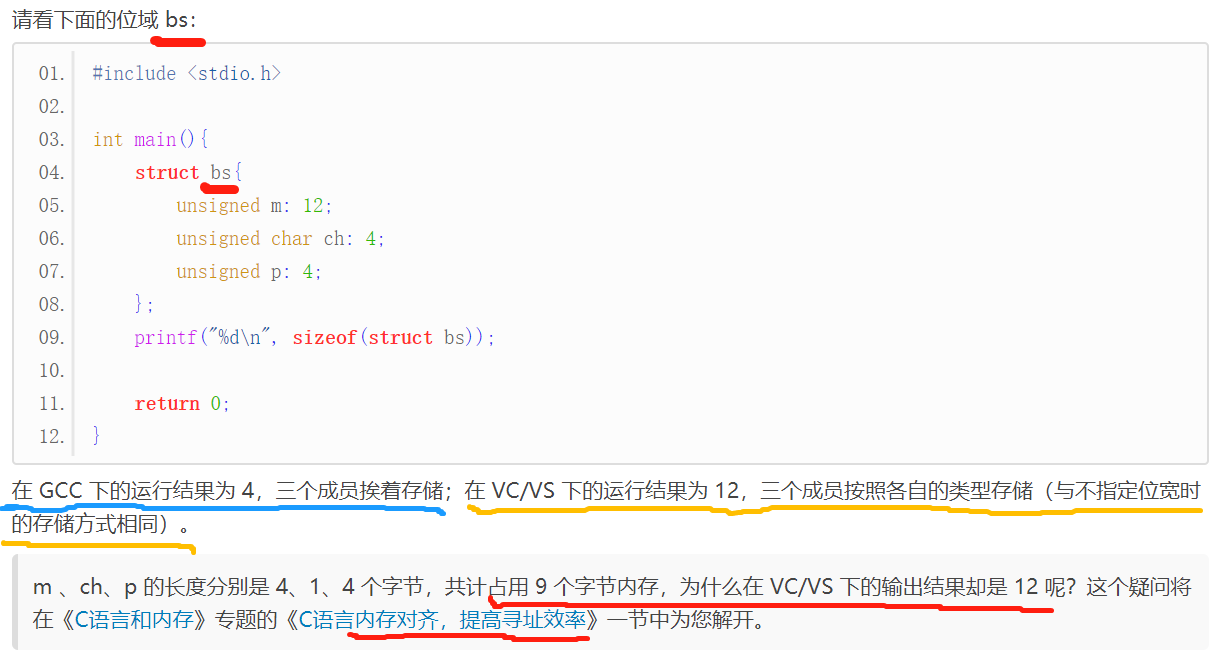 请看下面的位域 bs：
01. #include <stdio.h>
02.
03. int main(){
04. struct bs{
05. unsigned m: 12;
06. unsigned char ch: 4;
07. unsigned p: 4;
08. };
09. printf("%d\n", sizeof(struct bs));
10.
11. return 0;
12. }
在 GCC 下的运行结果为 4，三个成员挨着存储；在 VC/VS 下的运行结果为 12，三个成员按照各自的类型存储（与不指定位宽时
的存储方式相同）。
m 、ch、p 的长度分别是 4、1、4 个字节，共计占用 9 个字节内存，为什么在 VC/VS 下的输出结果却是 12 呢？这个疑问将
在《C语言和内存》专题的《C语言内存对齐，提高寻址效率》一节中为您解开。